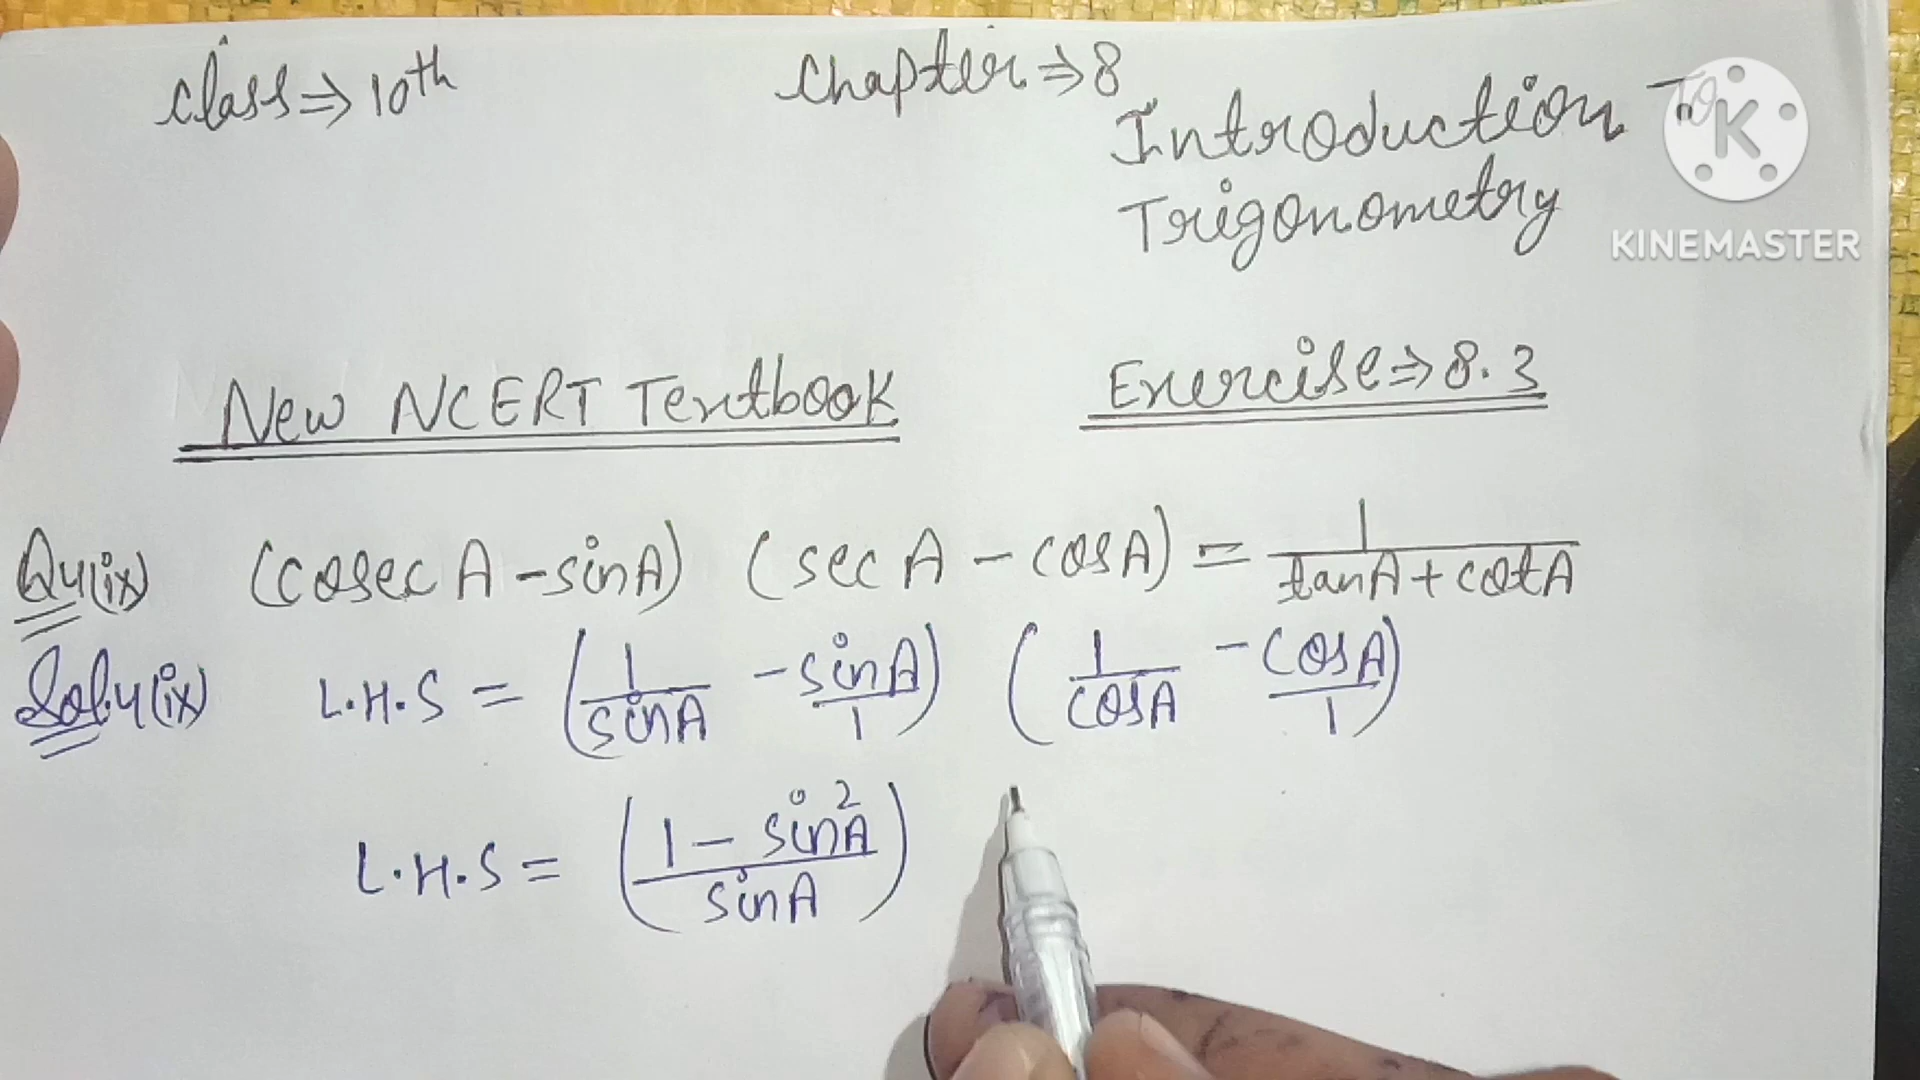 Class ⇒ 10th Chapter ⇒ 8
Introduction To
Trigonometry
K
KINEMASTER
New NCERT Textbook Exercise ⇒ 8.3
Qu(ix) (cosec A - sinA) (sec A - cosA) = 1/(tanA + cotA)
Sol.4(ix) L.H.S = (1/sinA - sinA/1) (1/cosA - cosA/1)
L.H.S = ((1 - sin²A)/sinA)